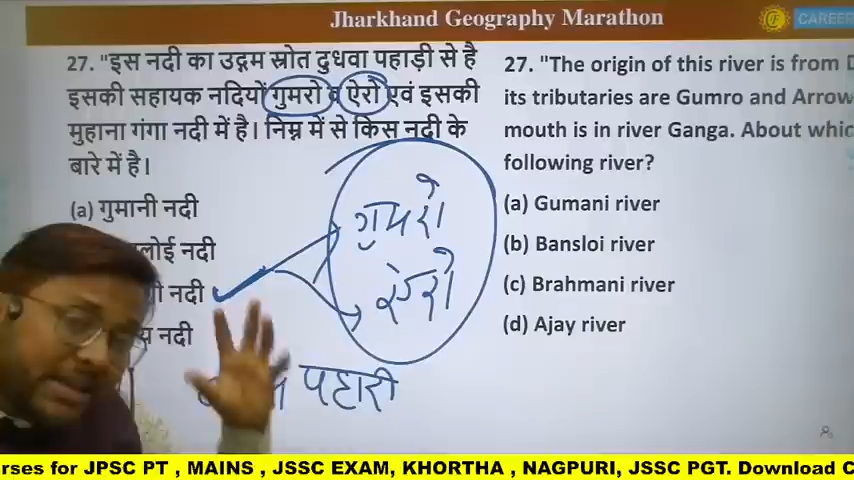 Jharkhand Geography Marathon
CAREER
27. "इस नदी का उद्गम स्रोत दुधवा पहाड़ी से है
इसकी सहायक नदियों गुमरो व ऐरो एवं इसकी
मुहाना गंगा नदी में है। निम्न में से किस नदी के
बारे में है।
(a) गुमानी नदी
लोई नदी
नदी
य नदी
गुमरो
ऐरो
पहारी
27. "The origin of this river is from D
its tributaries are Gumro and Arrow
mouth is in river Ganga. About whic
following river?
(a) Gumani river
(b) Bansloi river
(c) Brahmani river
(d) Ajay river
rses for JPSC PT , MAINS , JSSC EXAM, KHORTHA , NAGPURI, JSSC PGT. Download C